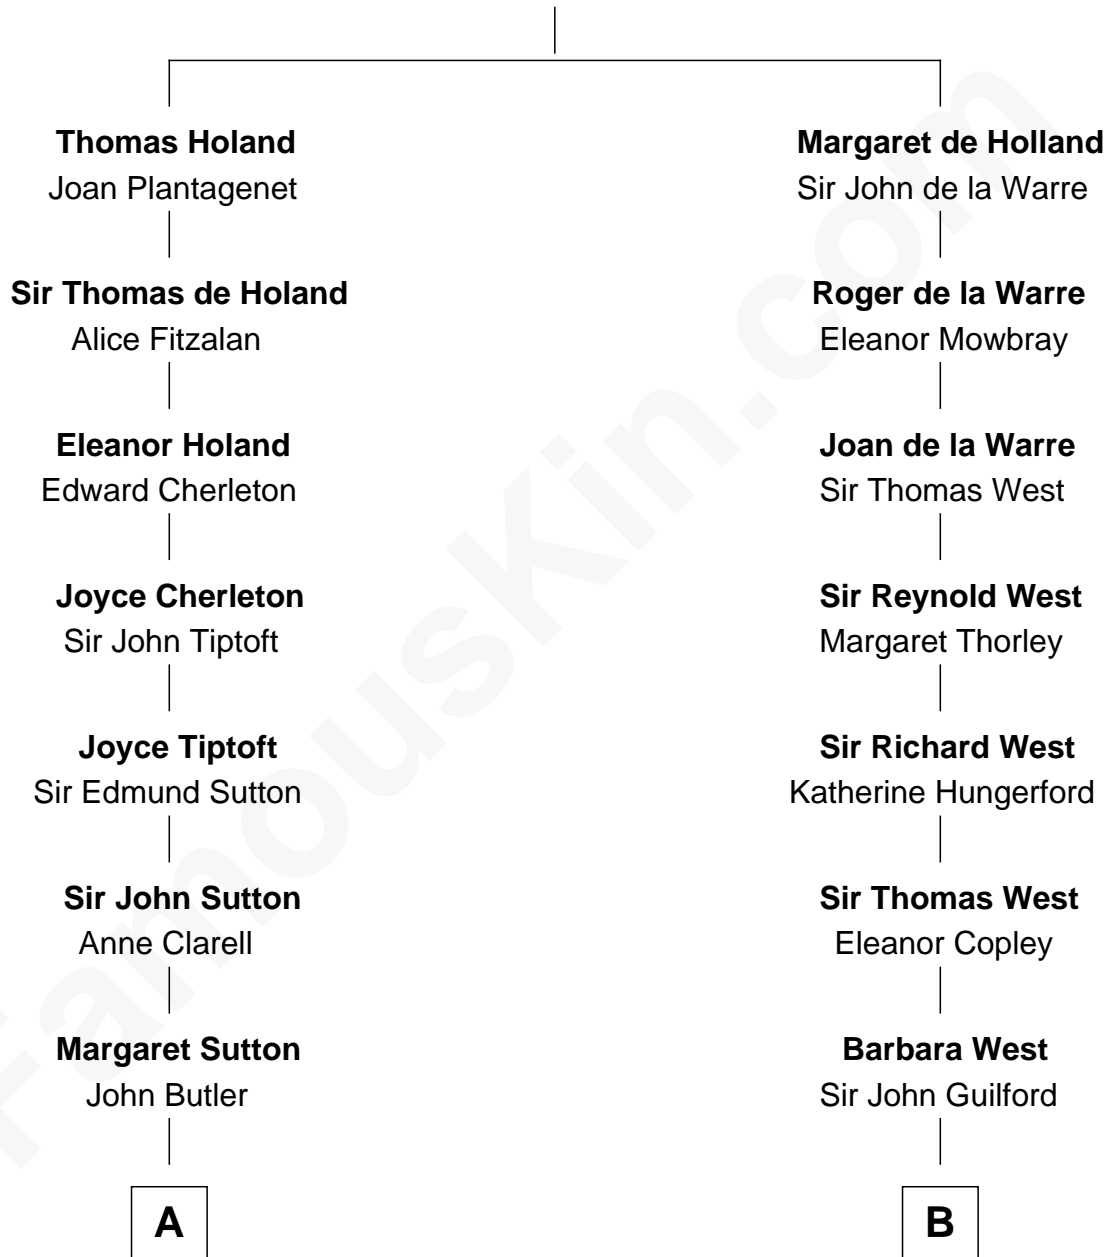 Thomas Holand
Joan Plantagenet
Sir Thomas de Holand
Alice Fitzalan
Eleanor Holand
Edward Cherleton
Joyce Cherleton
Sir John Tiptoft
Joyce Tiptoft
Sir Edmund Sutton
Sir John Sutton
Anne Clarell
Margaret Sutton
John Butler
A
Margaret de Holland
Sir John de la Warre
Roger de la Warre
Eleanor Mowbray
Joan de la Warre
Sir Thomas West
Sir Reynold West
Margaret Thorley
Sir Richard West
Katherine Hungerford
Sir Thomas West
Eleanor Copley
Barbara West
Sir John Guilford
B
FamousKin.com